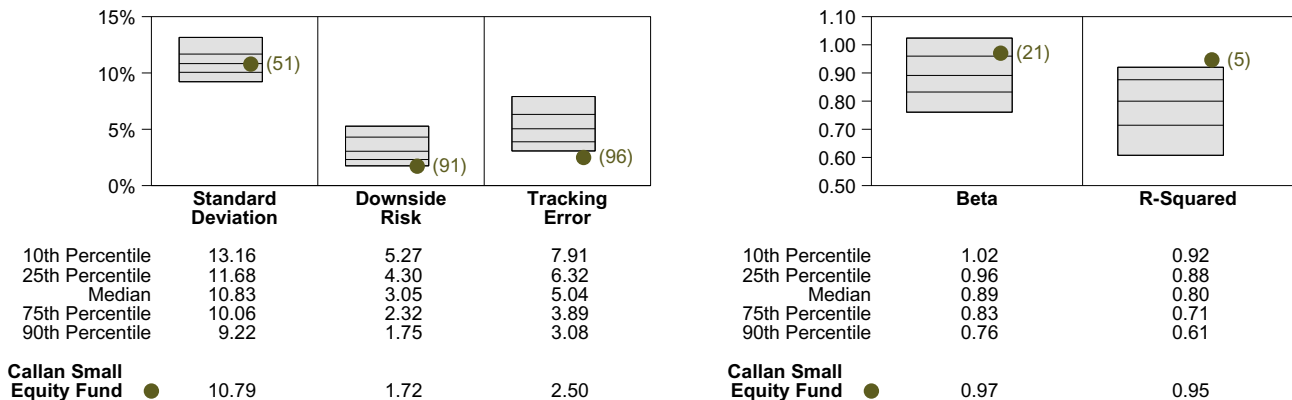 15%
10%
5%
0%
(51)
(91)
(96)
Standard Deviation
Downside Risk
Tracking Error
10th Percentile 13.16 5.27 7.91
25th Percentile 11.68 4.30 6.32
Median 10.83 3.05 5.04
75th Percentile 10.06 2.32 3.89
90th Percentile 9.22 1.75 3.08
Callan Small
Equity Fund 10.79 1.72 2.50
1.10
1.00
0.90
0.80
0.70
0.60
0.50
(21)
(5)
Beta
R-Squared
10th Percentile 1.02 0.92
25th Percentile 0.96 0.88
Median 0.89 0.80
75th Percentile 0.83 0.71
90th Percentile 0.76 0.61
Callan Small
Equity Fund 0.97 0.95